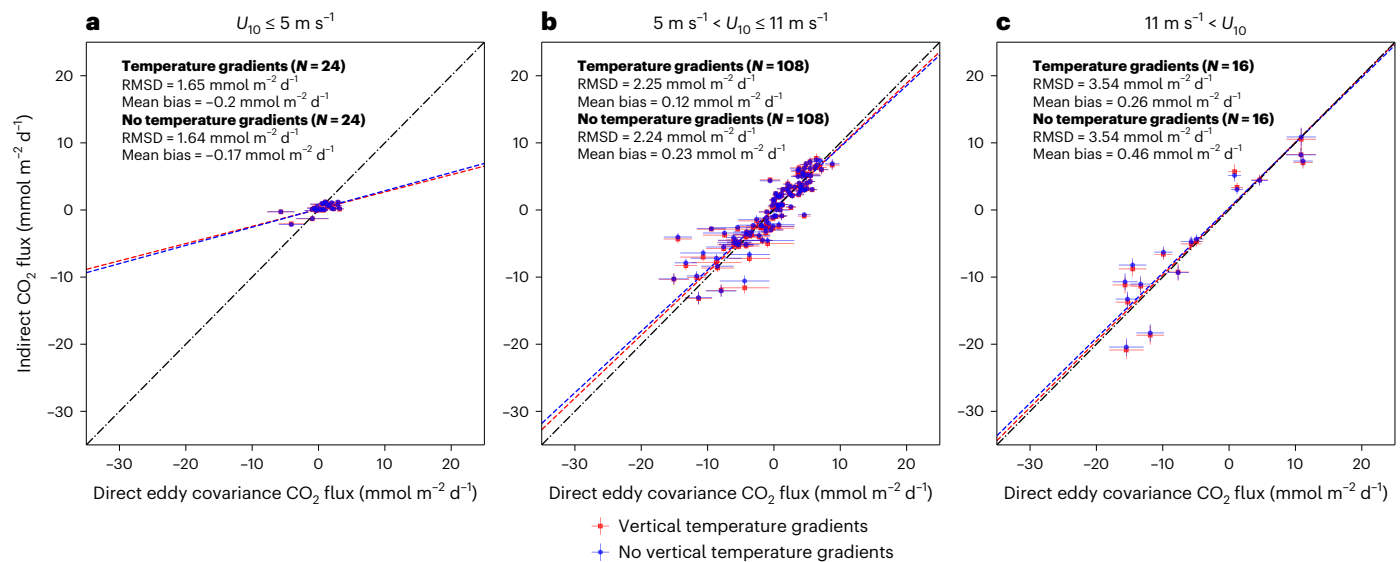 a
U₁₀ ≤ 5 m s⁻¹
Temperature gradients (N = 24)
RMSD = 1.65 mmol m⁻² d⁻¹
Mean bias = −0.2 mmol m⁻² d⁻¹
No temperature gradients (N = 24)
RMSD = 1.64 mmol m⁻² d⁻¹
Mean bias = −0.17 mmol m⁻² d⁻¹
20
10
0
−10
−20
−30
Indirect CO₂ flux (mmol m⁻² d⁻¹)
−30 −20 −10 0 10 20
Direct eddy covariance CO₂ flux (mmol m⁻² d⁻¹)
b
5 m s⁻¹ < U₁₀ ≤ 11 m s⁻¹
Temperature gradients (N = 108)
RMSD = 2.25 mmol m⁻² d⁻¹
Mean bias = 0.12 mmol m⁻² d⁻¹
No temperature gradients (N = 108)
RMSD = 2.24 mmol m⁻² d⁻¹
Mean bias = 0.23 mmol m⁻² d⁻¹
20
10
0
−10
−20
−30
−30 −20 −10 0 10 20
Direct eddy covariance CO₂ flux (mmol m⁻² d⁻¹)
c
11 m s⁻¹ < U₁₀
Temperature gradients (N = 16)
RMSD = 3.54 mmol m⁻² d⁻¹
Mean bias = 0.26 mmol m⁻² d⁻¹
No temperature gradients (N = 16)
RMSD = 3.54 mmol m⁻² d⁻¹
Mean bias = 0.46 mmol m⁻² d⁻¹
20
10
0
−10
−20
−30
−30 −20 −10 0 10 20
Direct eddy covariance CO₂ flux (mmol m⁻² d⁻¹)
Vertical temperature gradients
No vertical temperature gradients